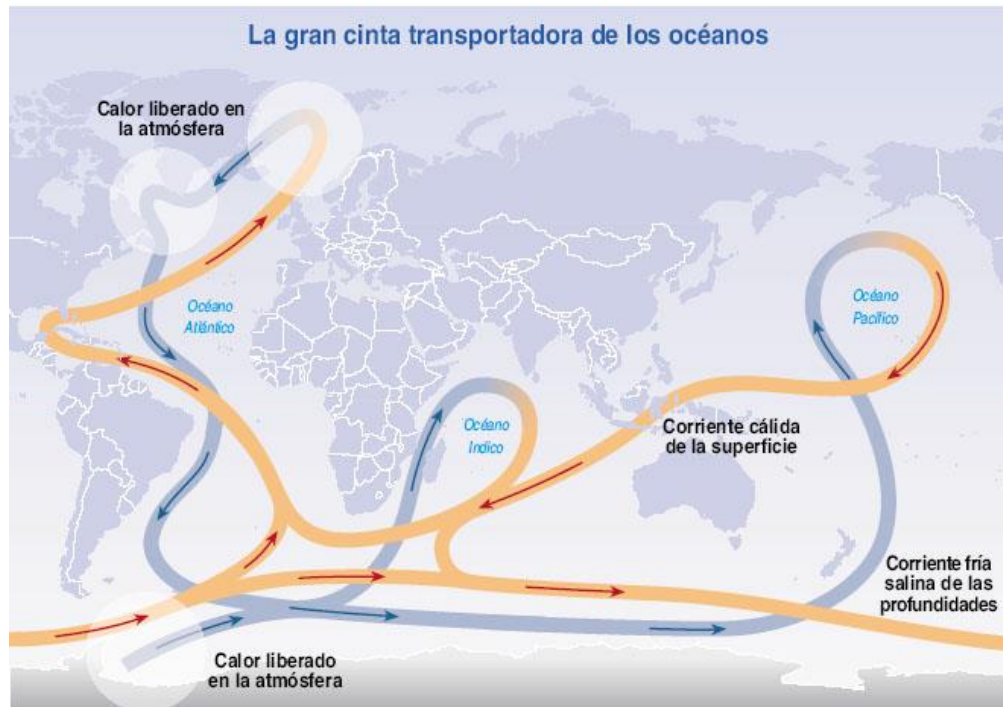 La gran cinta transportadora de los océanos
Calor liberado en
la atmósfera
Océano
Atlántico
Océano
Pacífico
Océano
Indico
Corriente cálida
de la superficie
Corriente fría
salina de las
profundidades
Calor liberado
en la atmósfera